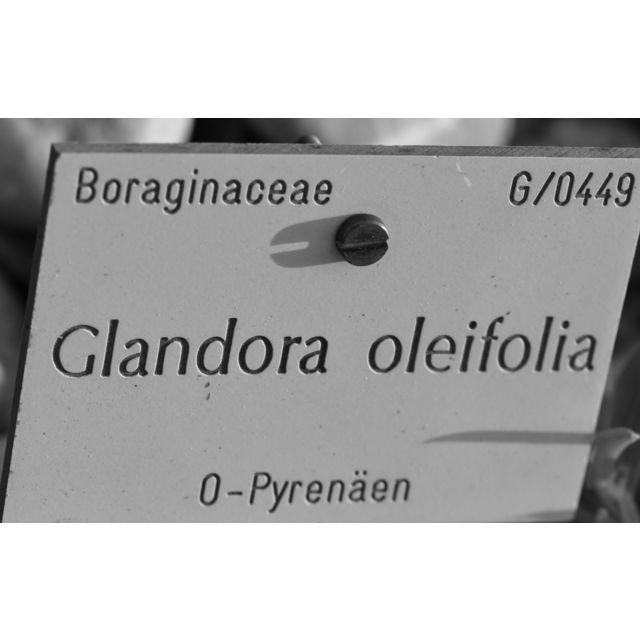 Boraginaceae G/0449
Glandora oleifolia
O-Pyrenäen